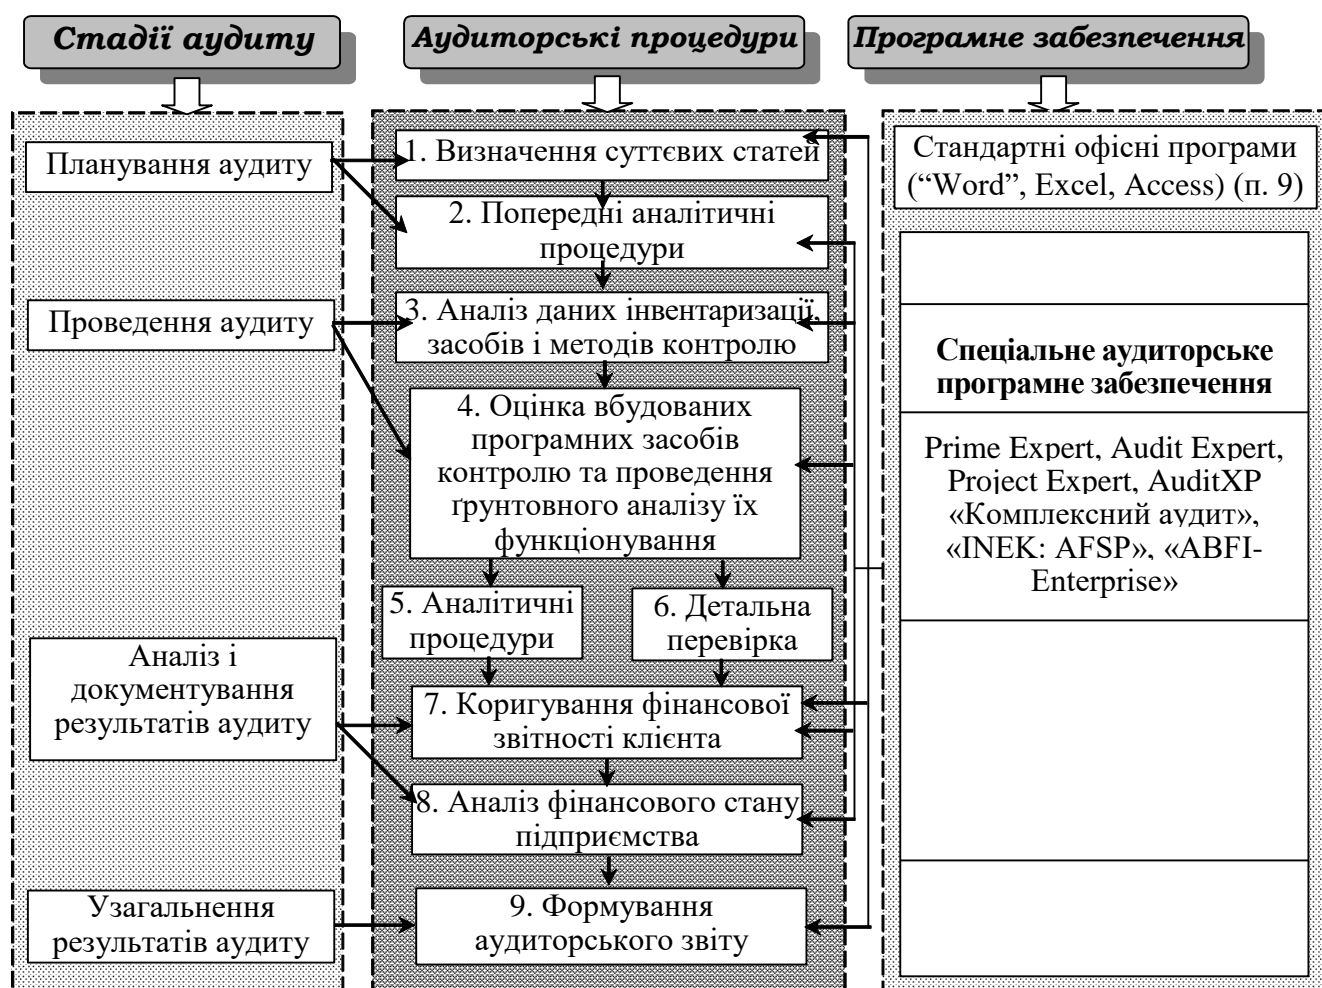 Стадії аудиту
Аудиторські процедури
Програмне забезпечення
Планування аудиту
Проведення аудиту
Аналіз і
документування
результатів аудиту
Узагальнення
результатів аудиту
1. Визначення суттєвих статей
2. Попередні аналітичні
процедури
3. Аналіз даних інвентаризації,
засобів і методів контролю
4. Оцінка вбудованих
програмних засобів
контролю та проведення
ґрунтовного аналізу їх
функціонування
5. Аналітичні
процедури
6. Детальна
перевірка
7. Коригування фінансової
звітності клієнта
8. Аналіз фінансового стану
підприємства
9. Формування
аудиторського звіту
Стандартні офісні програми
(“Word”, Excel, Access) (п. 9)
Спеціальне аудиторське
програмне забезпечення
Prime Expert, Audit Expert,
Project Expert, AuditXP
«Комплексний аудит»,
«INEK: AFSP», «ABFI-
Enterprise»